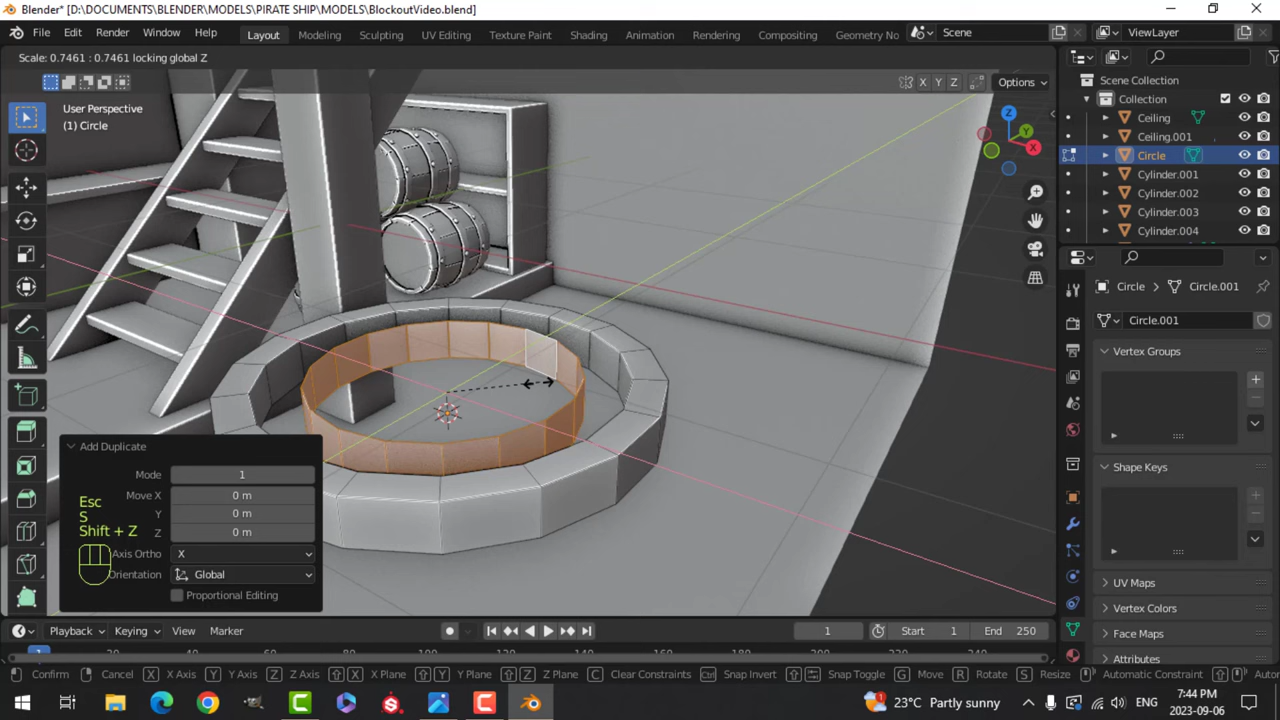 Blender* [D:\DOCUMENTS\BLENDER\MODELS\PIRATE SHIP\MODELS\BlockoutVideo.blend]
File Edit Render Window Help Layout Modeling Sculpting UV Editing Texture Paint Shading Animation Rendering Compositing Geometry No Scene ViewLayer
Scale: 0.7461 : 0.7461 locking global Z
X Y Z Options
User Perspective
(1) Circle
Z
Y
X
Scene Collection
Collection
Ceiling
Ceiling.001
Circle
Cylinder.001
Cylinder.002
Cylinder.003
Cylinder.004
Circle Circle.001
Circle.001
Vertex Groups
Shape Keys
UV Maps
Vertex Colors
Face Maps
Attributes
Add Duplicate
Mode 1
Move X 0 m
Y 0 m
Z 0 m
Axis Ortho X
Orientation Global
Proportional Editing
Esc
S
Shift + Z
Playback Keying View Marker 1 Start 1 End 250
1
Confirm Cancel X X Axis Y Y Axis Z Z Axis X X Plane Y Y Plane Z Z Plane C Clear Constraints Ctrl Snap Invert Snap Toggle G Move R Rotate S Resize Automatic Constraint
1 23°C Partly sunny ENG 7:44 PM
2023-09-06